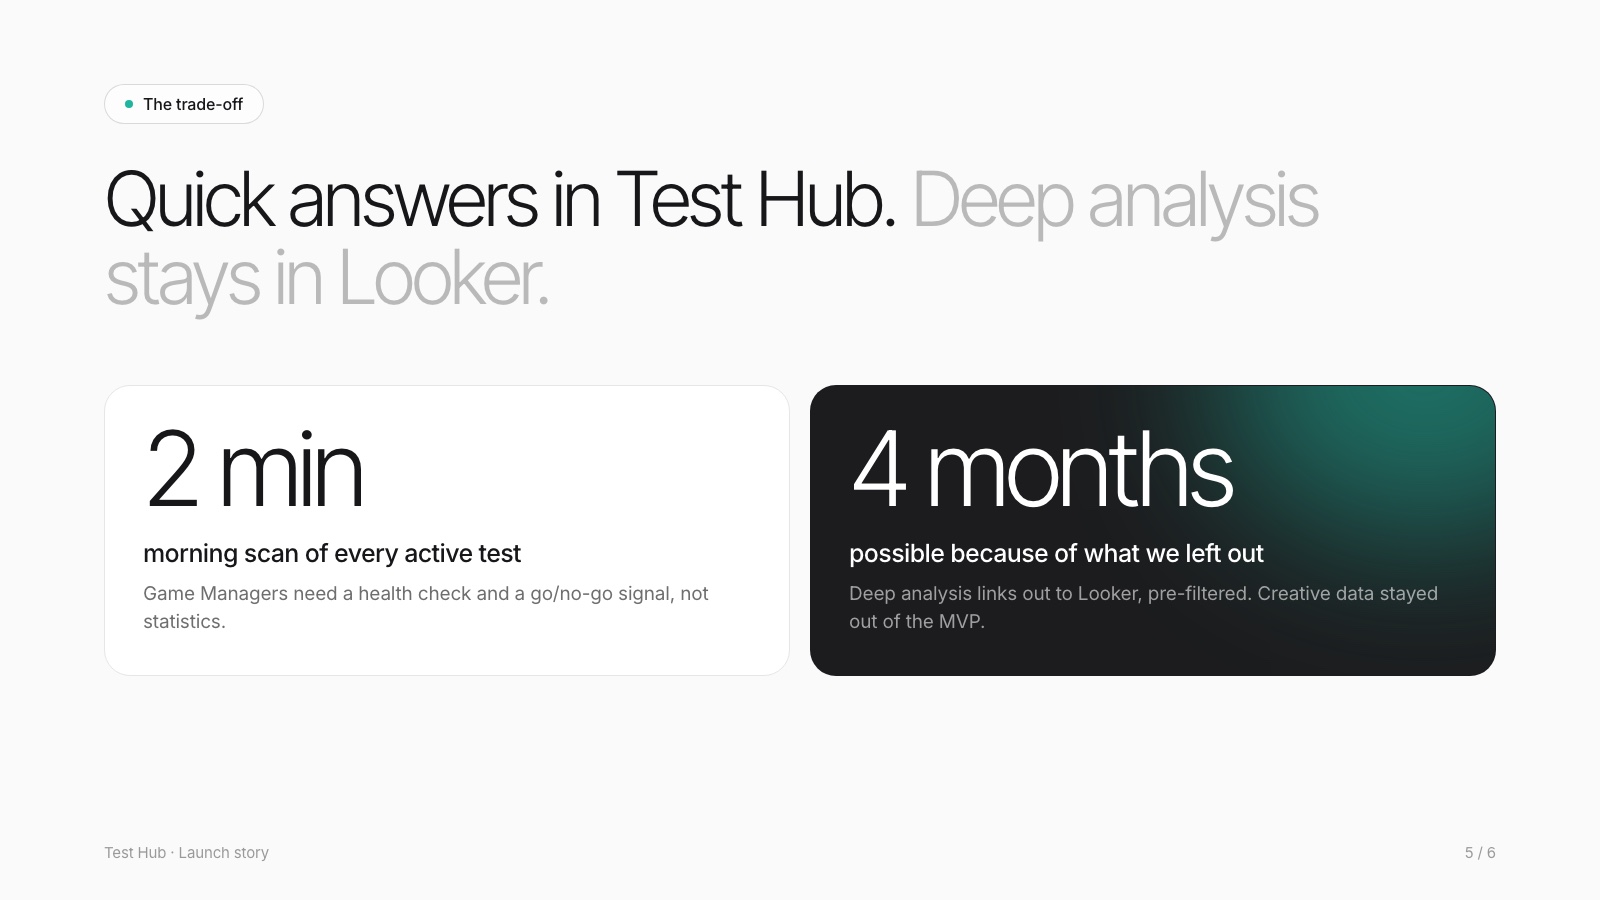 The trade-off
Quick answers in Test Hub. Deep analysis
stays in Looker.
2 min
morning scan of every active test
Game Managers need a health check and a go/no-go signal, not
statistics.
4 months
possible because of what we left out
Deep analysis links out to Looker, pre-filtered. Creative data stayed
out of the MVP.
Test Hub · Launch story
5 / 6